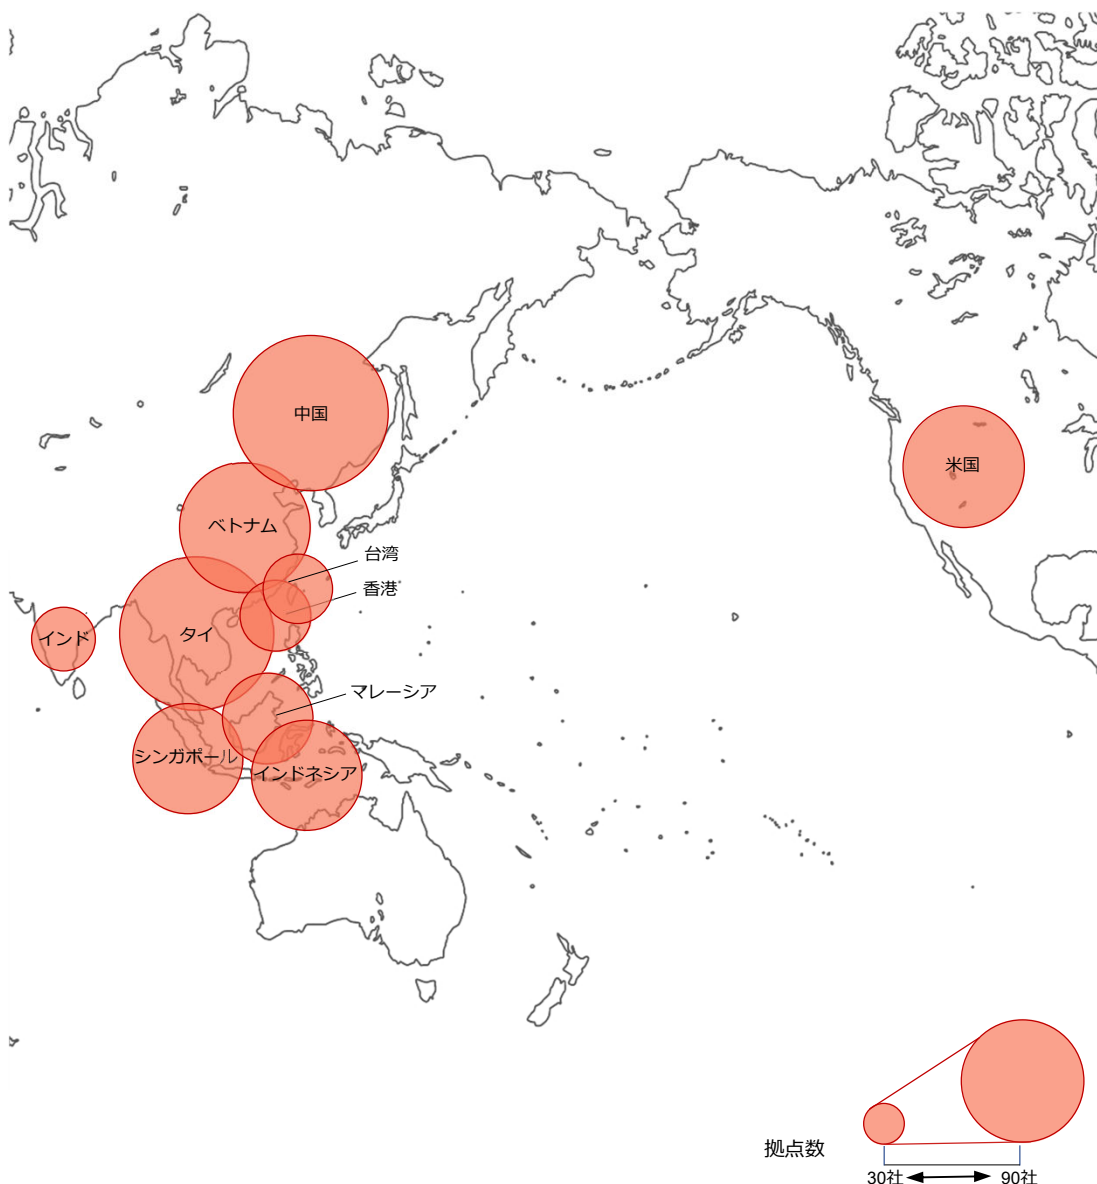 中国
米国
ベトナム
台湾
香港*
インド
タイ
マレーシア
シンガポール
インドネシア
拠点数
30社
90社